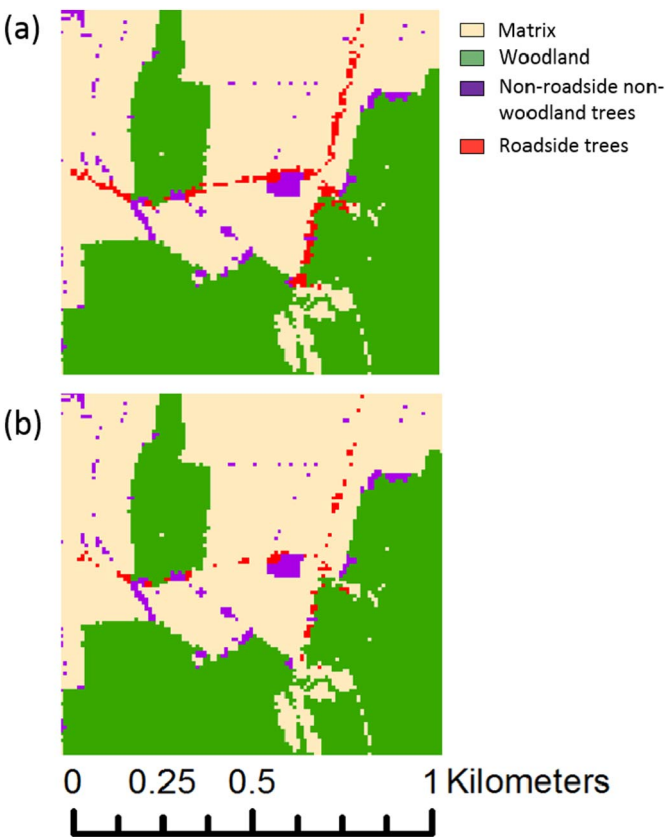 (a)
Matrix
Woodland
Non-roadside non-
woodland trees
Roadside trees
(b)
0 0.25 0.5 1 Kilometers